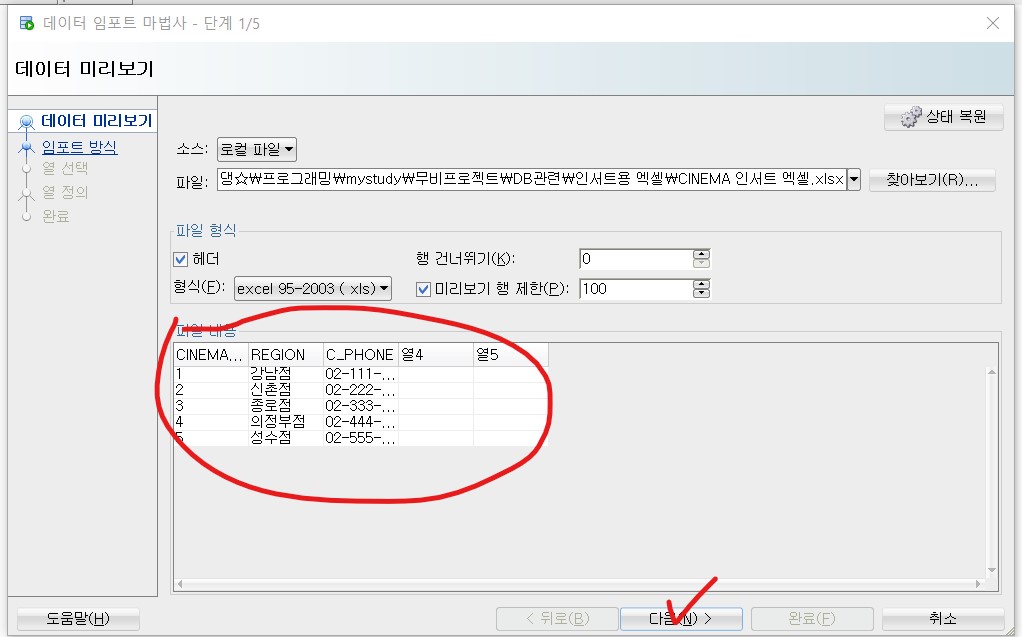 데이터 임포트 마법사 - 단계 1/5
데이터 미리보기
데이터 미리보기
임포트 방식
열 선택
열 정의
완료
상태 복원
소스: 로컬 파일
파일: 댕☆₩프로그래밍₩mystudy₩무비프로젝트₩DB관련₩인서트용 엑셀₩CINEMA 인서트 엑셀.xlsx 찾아보기(R)...
파일 형식
헤더 행 건너뛰기(K): 0
형식(F): excel 95-2003 (.xls) 미리보기 행 제한(P): 100
파일 내용
CINEMA... REGION C_PHONE 열4 열5
1 강남점 02-111-...
2 신촌점 02-222-...
3 종로점 02-333-...
4 의정부점 02-444-...
5 성수점 02-555-...
도움말(H) < 뒤로(B) 다음(N) > 완료(F) 취소